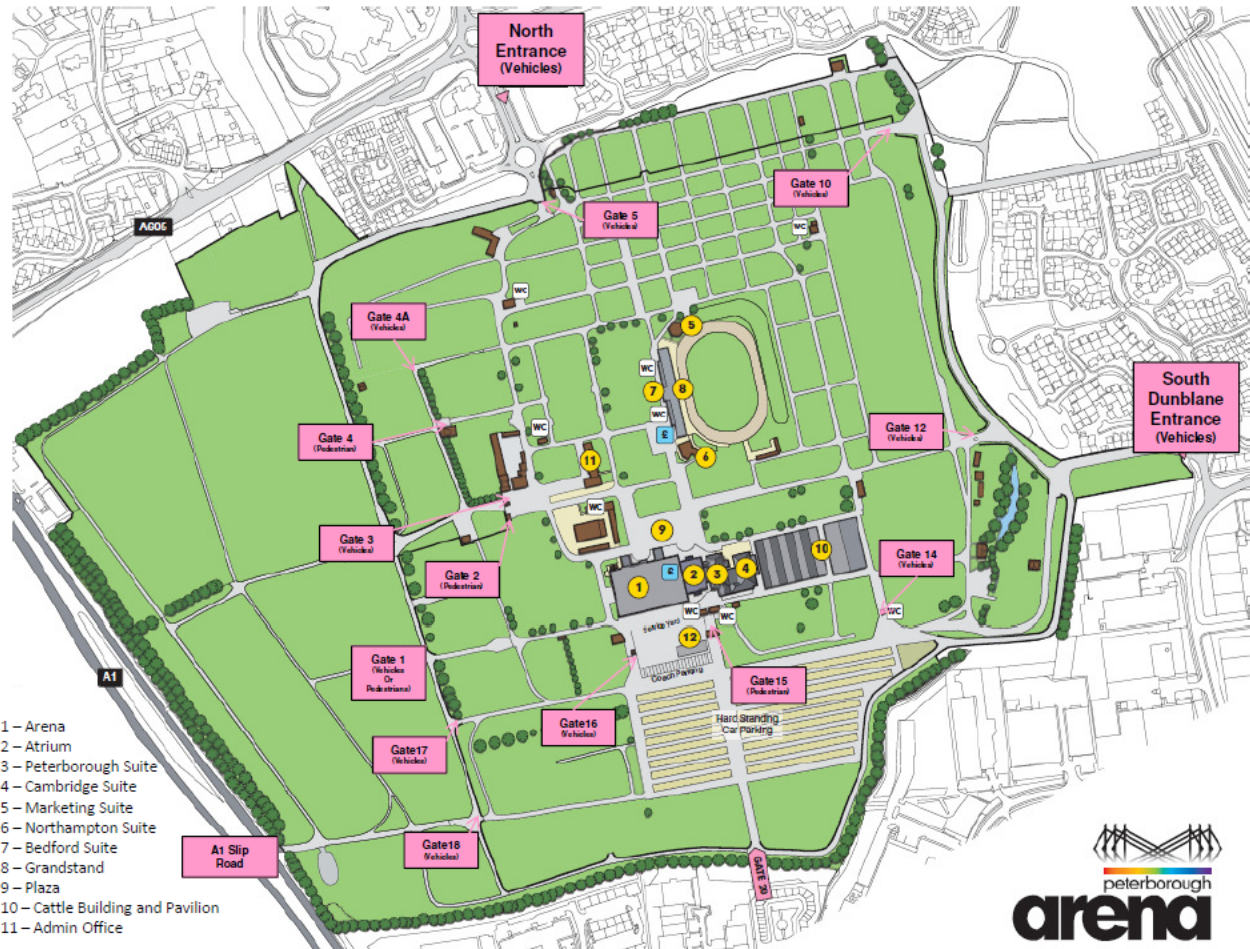 North
Entrance
(Vehicles)
Gate 10
(Vehicles)
Gate 5
(Vehicles)
A605
WC
WC
Gate 4A
(Vehicles)
5
WC
7
8
WC
£
6
South
Dunblane
Entrance
(Vehicles)
Gate 12
(Vehicles)
Gate 4
(Pedestrian)
WC
11
WC
9
Gate 3
(Vehicles)
10
Gate 14
(Vehicles)
Gate 2
(Pedestrian)
£
1
2
3
4
WC
WC
WC
Service Yard
12
Coach Parking
Gate 1
(Vehicles
Or
Pedestrians)
A1
Gate15
(Pedestrian)
Gate16
(Vehicles)
Hard Standing
Car Parking
Gate17
(Vehicles)
Gate18
(Vehicles)
A1 Slip
Road
GATE 20
1 – Arena
2 – Atrium
3 – Peterborough Suite
4 – Cambridge Suite
5 – Marketing Suite
6 – Northampton Suite
7 – Bedford Suite
8 – Grandstand
9 – Plaza
10 – Cattle Building and Pavilion
11 – Admin Office
peterborough
arena